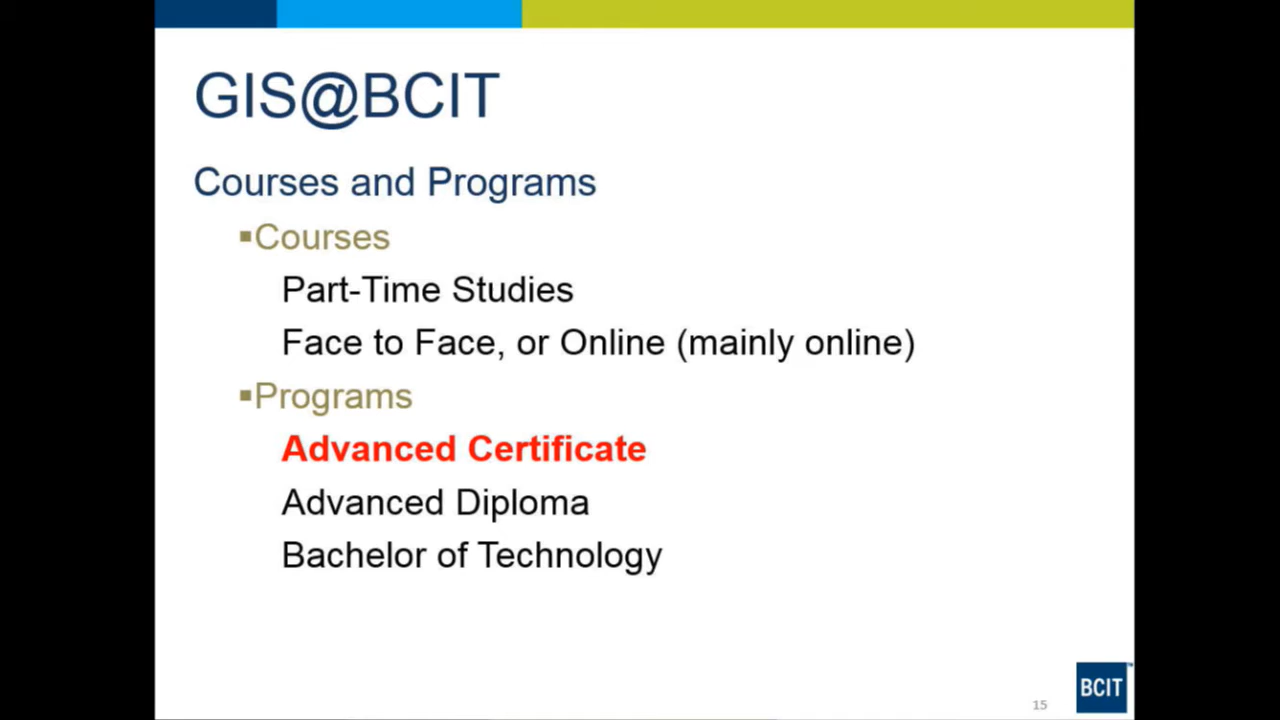 GIS@BCIT
Courses and Programs
▪Courses
Part-Time Studies
Face to Face, or Online (mainly online)
▪Programs
Advanced Certificate
Advanced Diploma
Bachelor of Technology
15
BCIT™